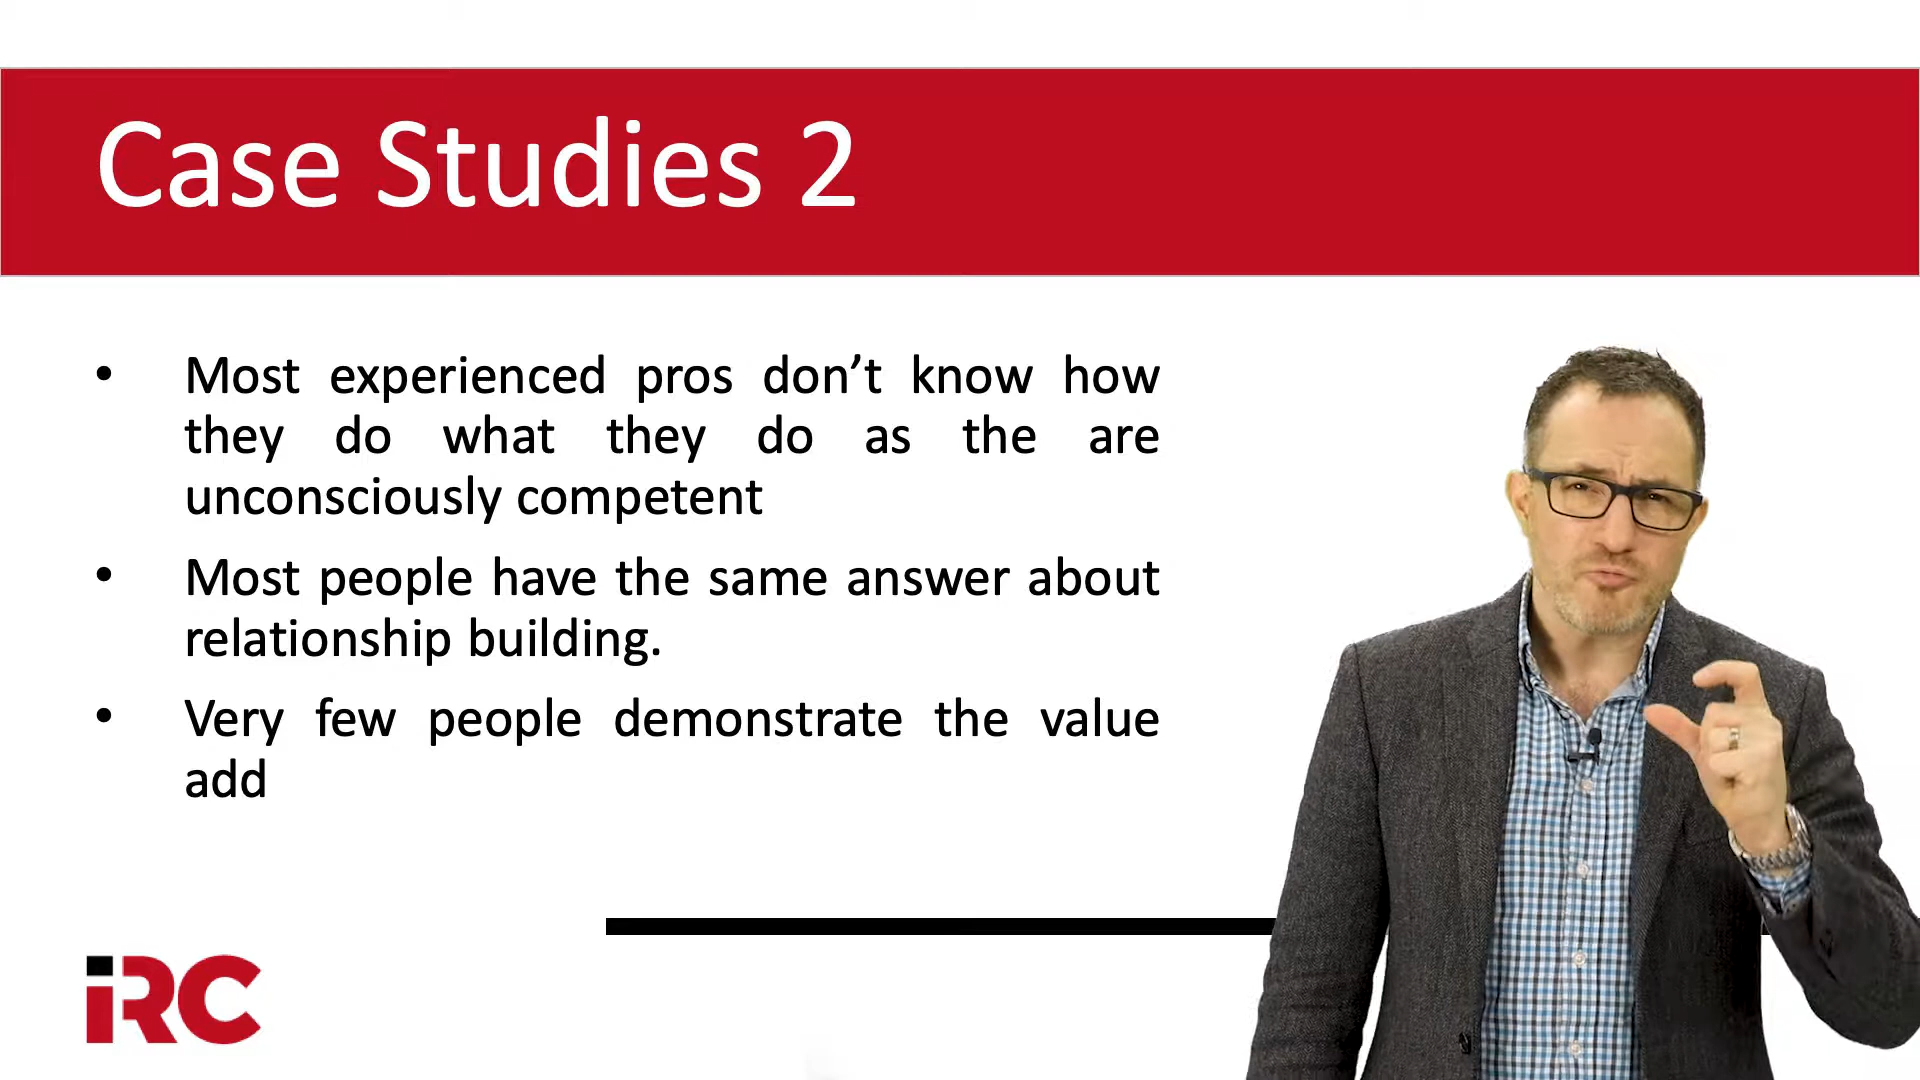 Case Studies 2
• Most experienced pros don’t know how
they do what they do as the are
unconsciously competent
• Most people have the same answer about
relationship building.
• Very few people demonstrate the value
add
iRC